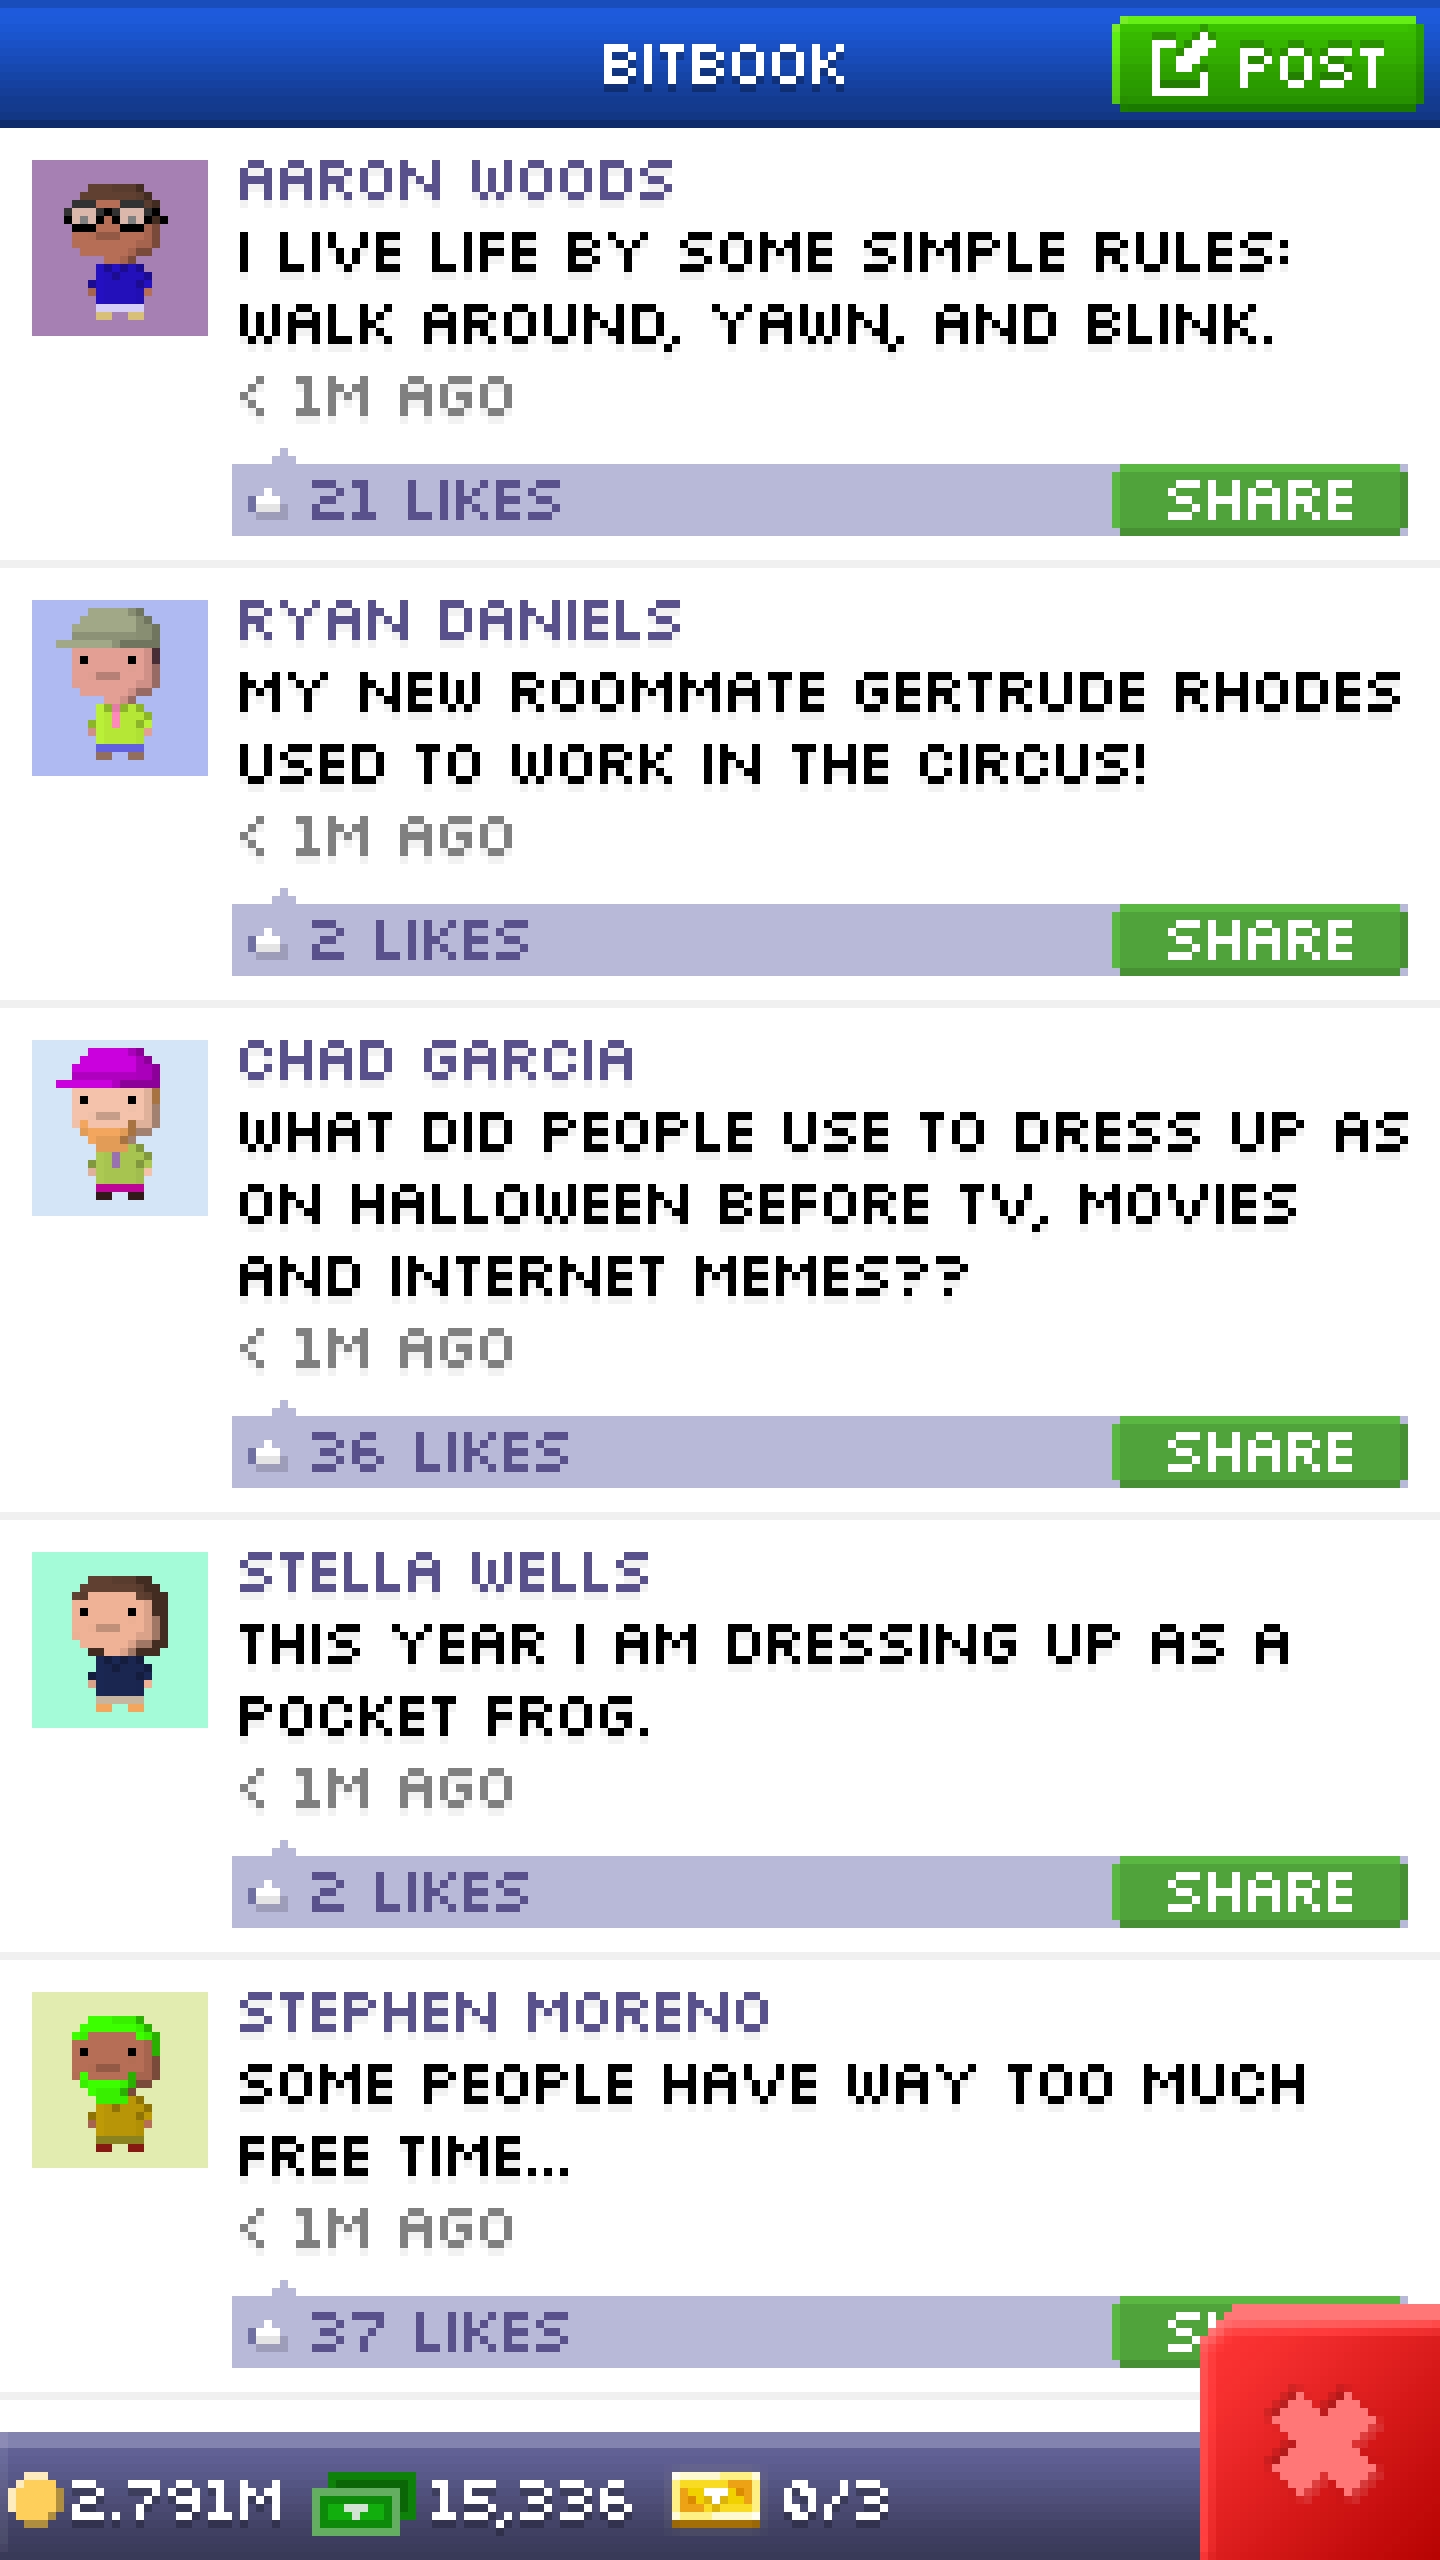 BITBOOK
POST
AARON WOODS
I LIVE LIFE BY SOME SIMPLE RULES:
WALK AROUND, YAWN, AND BLINK.
< 1M AGO
21 LIKES
SHARE
RYAN DANIELS
MY NEW ROOMMATE GERTRUDE RHODES
USED TO WORK IN THE CIRCUS!
< 1M AGO
2 LIKES
SHARE
CHAD GARCIA
WHAT DID PEOPLE USE TO DRESS UP AS
ON HALLOWEEN BEFORE TV, MOVIES
AND INTERNET MEMES??
< 1M AGO
36 LIKES
SHARE
STELLA WELLS
THIS YEAR I AM DRESSING UP AS A
POCKET FROG.
< 1M AGO
2 LIKES
SHARE
STEPHEN MORENO
SOME PEOPLE HAVE WAY TOO MUCH
FREE TIME...
< 1M AGO
37 LIKES
2.791M
15,336
0/3